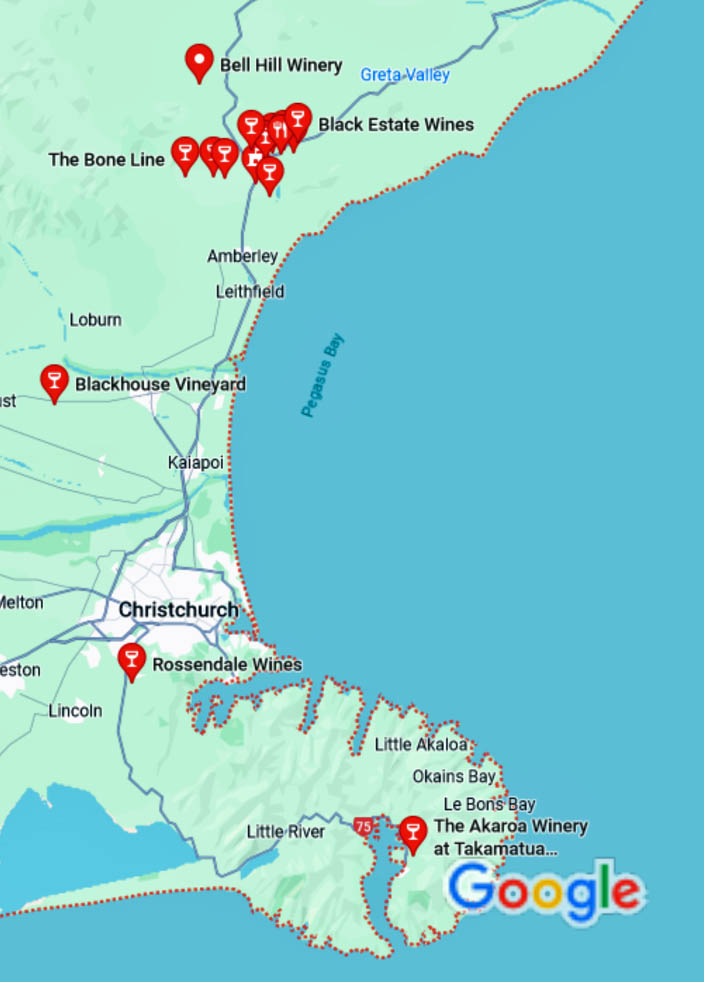 Bell Hill Winery
Greta Valley
Black Estate Wines
The Bone Line
Amberley
Leithfield
Loburn
Pegasus Bay
Blackhouse Vineyard
ust
Kaiapoi
Melton
Christchurch
Rossendale Wines
eston
Lincoln
Little Akaloa
Okains Bay
Le Bons Bay
75
The Akaroa Winery
at Takamatua...
Little River
Google